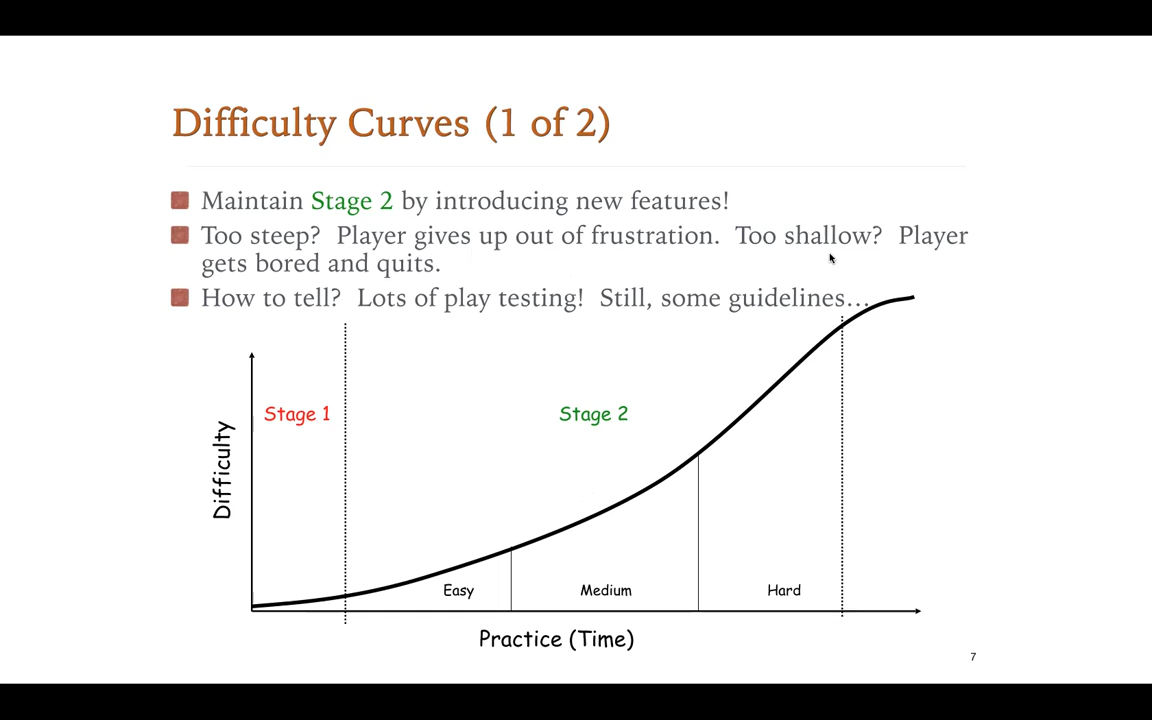 Difficulty Curves (1 of 2)
Maintain Stage 2 by introducing new features!
Too steep? Player gives up out of frustration. Too shallow? Player
gets bored and quits.
How to tell? Lots of play testing! Still, some guidelines…
Stage 1
Stage 2
Difficulty
Easy
Medium
Hard
Practice (Time)
7